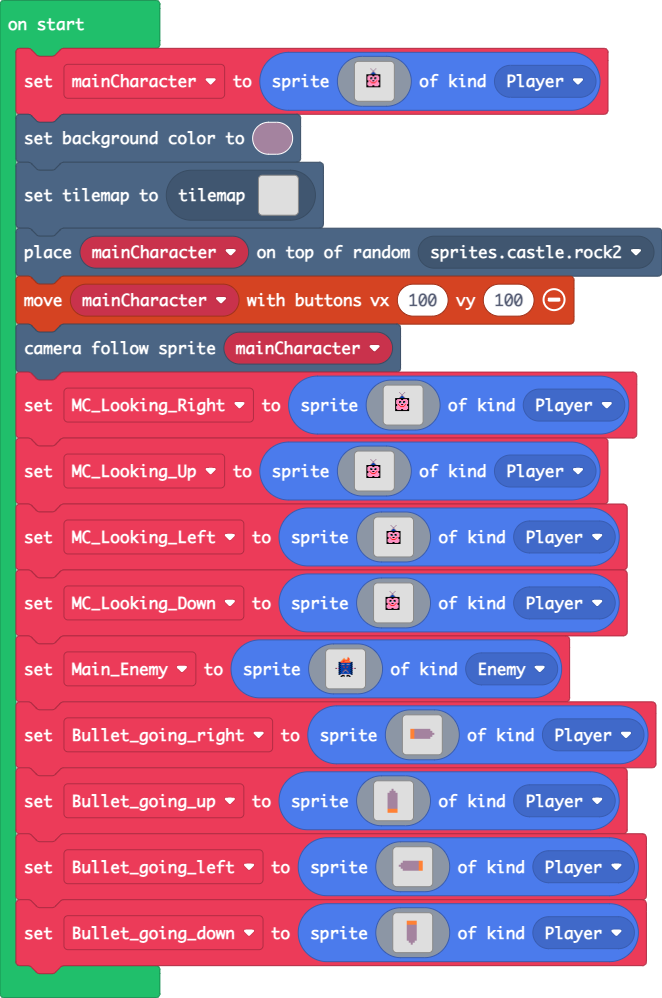 on start
set mainCharacter to sprite of kind Player
set background color to
set tilemap to tilemap
place mainCharacter on top of random sprites.castle.rock2
move mainCharacter with buttons vx 100 vy 100
camera follow sprite mainCharacter
set MC_Looking_Right to sprite of kind Player
set MC_Looking_Up to sprite of kind Player
set MC_Looking_Left to sprite of kind Player
set MC_Looking_Down to sprite of kind Player
set Main_Enemy to sprite of kind Enemy
set Bullet_going_right to sprite of kind Player
set Bullet_going_up to sprite of kind Player
set Bullet_going_left to sprite of kind Player
set Bullet_going_down to sprite of kind Player